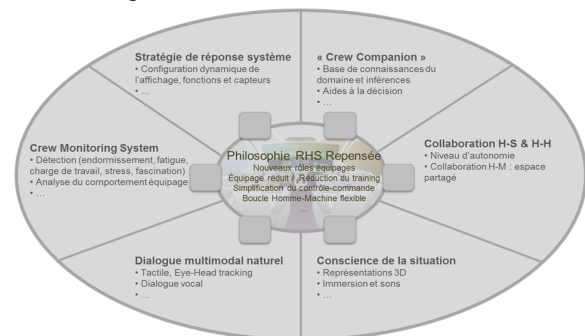 Stratégie de réponse système
• Configuration dynamique de
l'affichage, fonctions et capteurs
• …
« Crew Companion »
• Base de connaissances du
domaine et inférences
• Aides à la décision
• …
Crew Monitoring System
• Détection (endormissement, fatigue,
charge de travail, stress, fascination)
• Analyse du comportement équipage
• …
Philosophie RHS Repensée
Nouveaux rôles équipages
Équipage réduit / Réduction du training
Simplification du contrôle-commande
Boucle Homme-Machine flexible
…
Collaboration H-S & H-H
• Niveau d'autonomie
• Collaboration H-M : espace
partagé
Dialogue multimodal naturel
• Tactile, Eye-Head tracking
• Dialogue vocal
• …
Conscience de la situation
• Représentations 3D
• Immersion et sons
• …